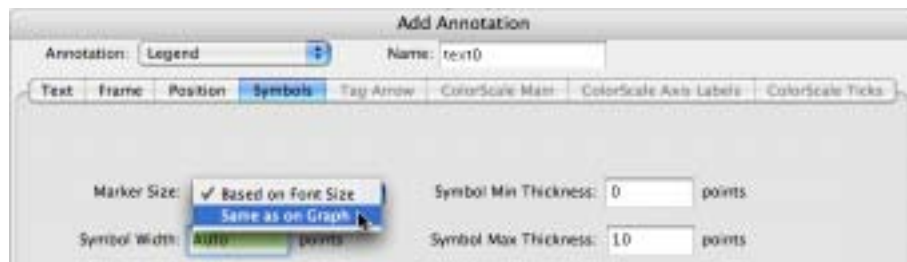 Add Annotation
Annotation: Legend Name: text0
Text Frame Position Symbols Tag Arrow ColorScale Main ColorScale Axis Labels ColorScale Ticks
Marker Size: ✓ Based on Font Size Symbol Min Thickness: 0 points
Same as on Graph
Symbol Width: Auto points Symbol Max Thickness: 10 points